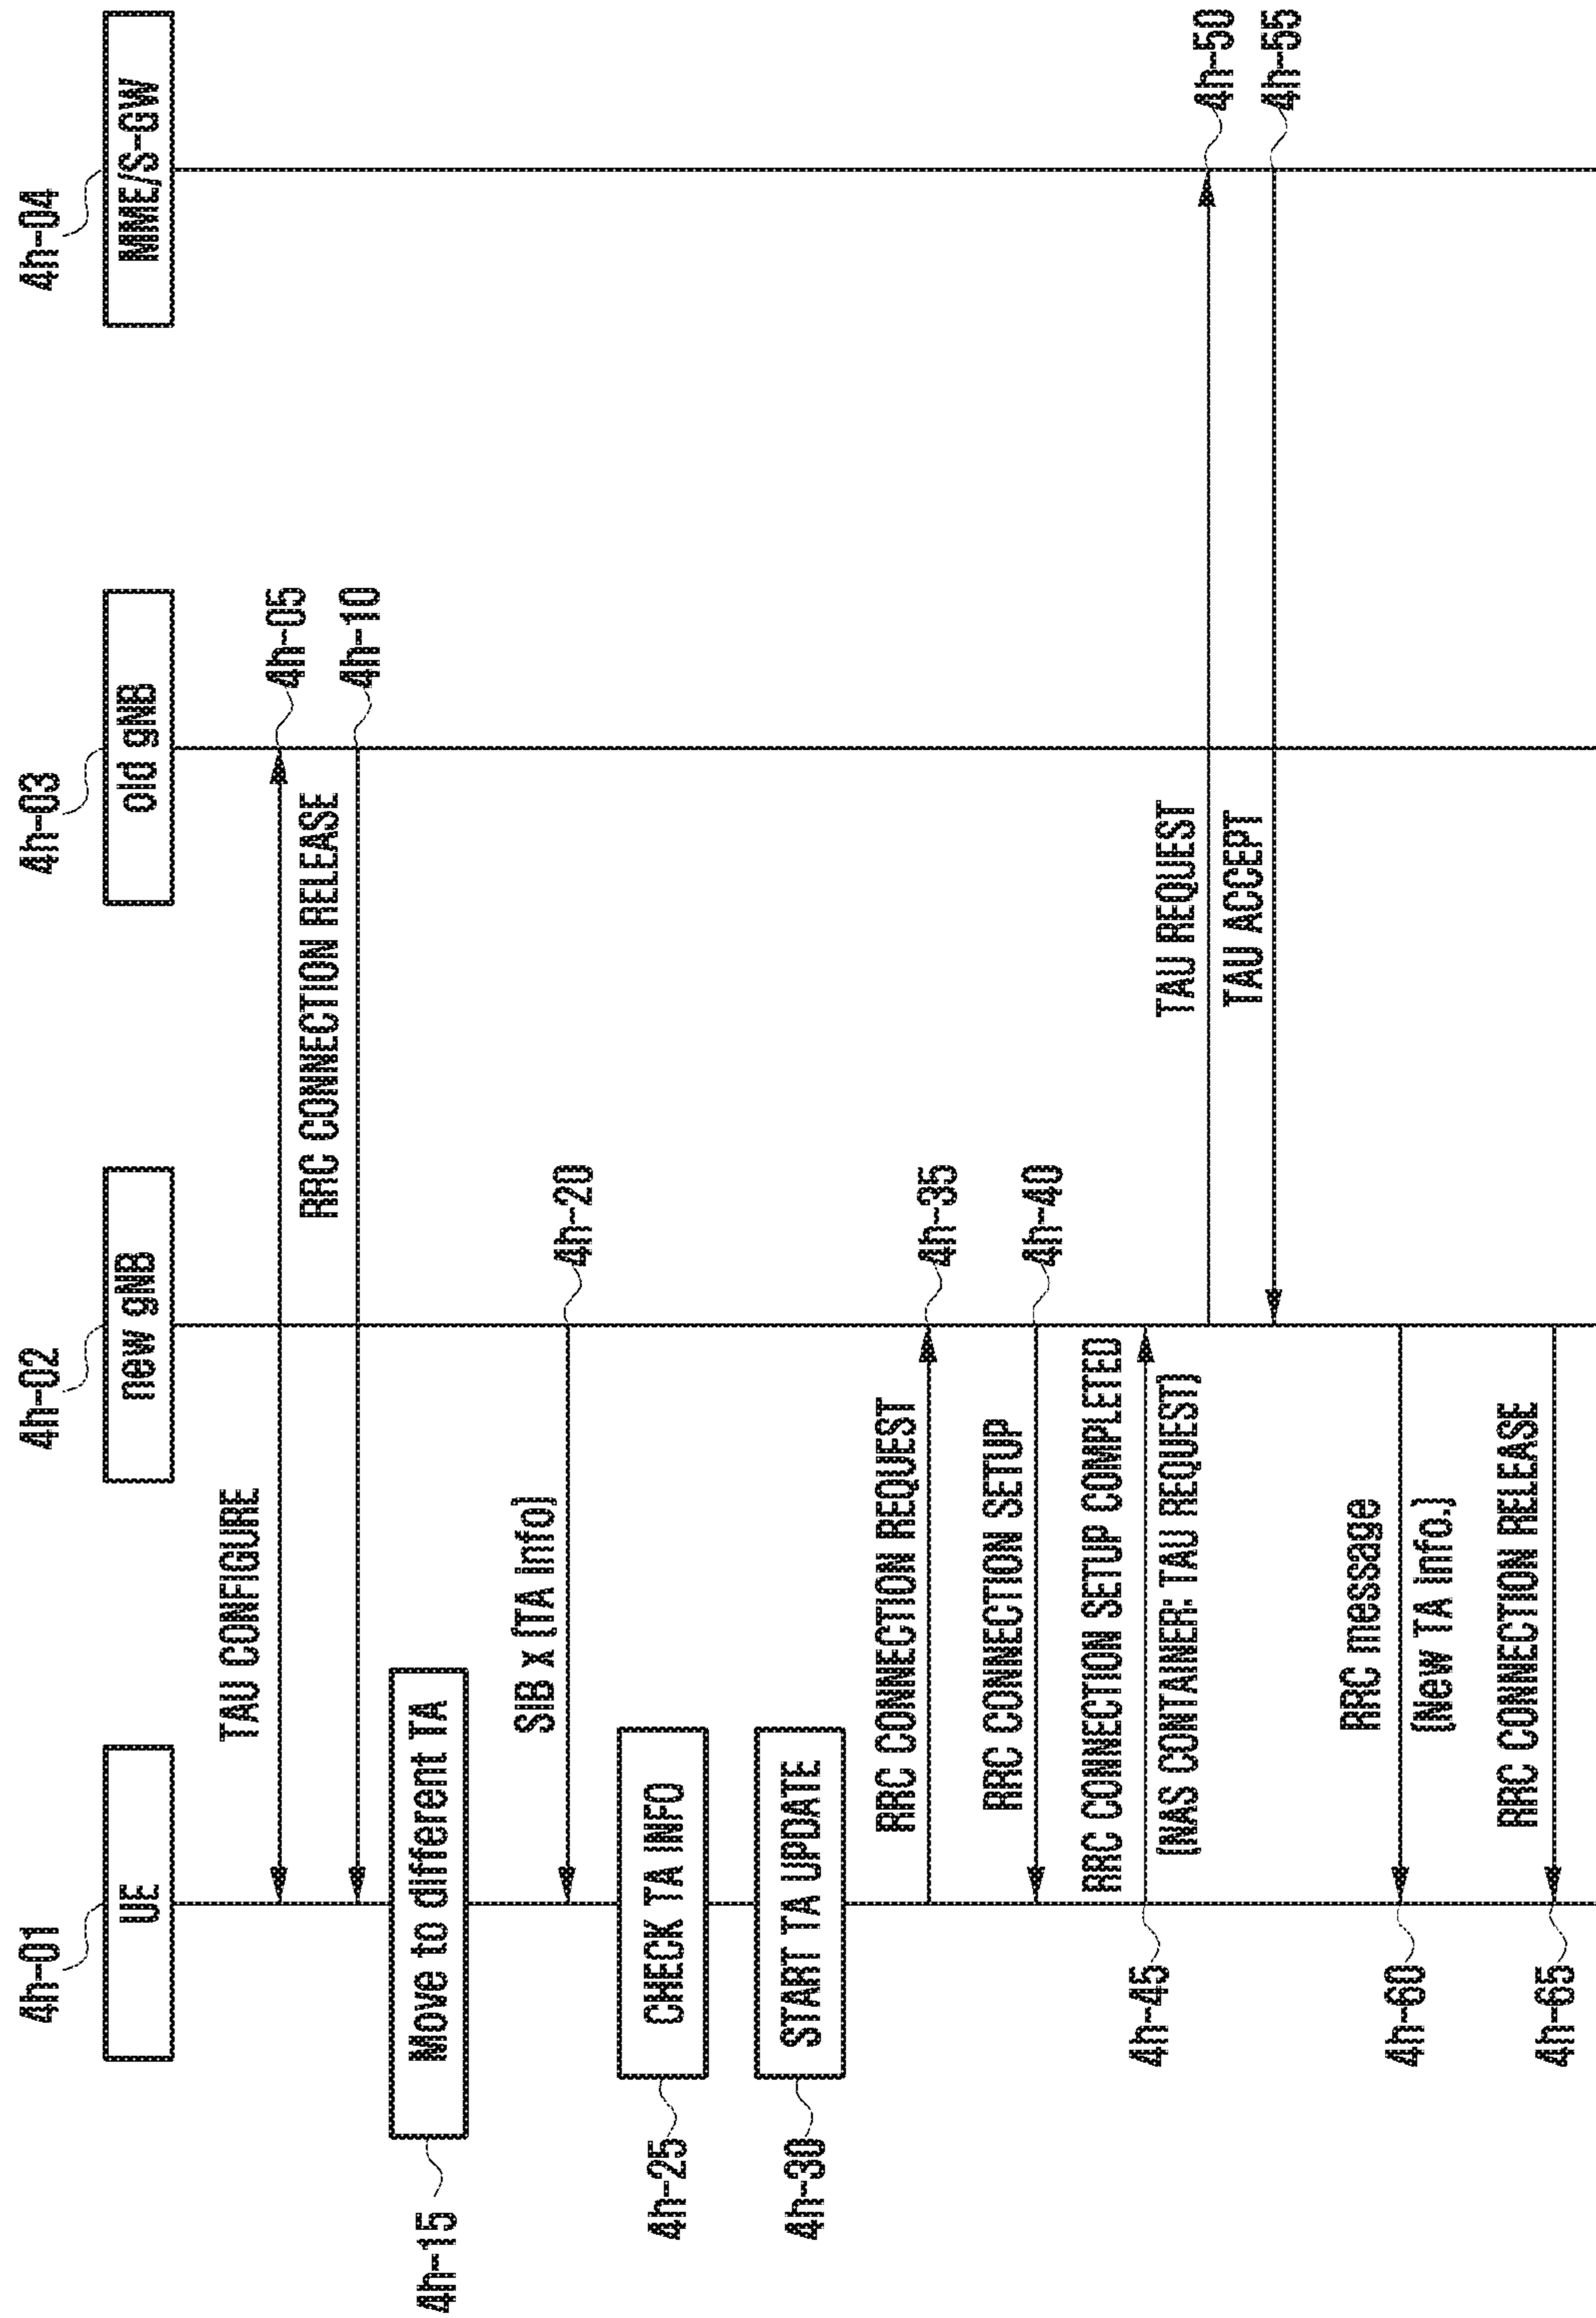 4h-01
4h-02
4h-03
4h-04
UE
new gNB
old gNB
MME/S-GW
TAU CONFIGURE
4h-05
RRC CONNECTION RELEASE
4h-10
4h-15
Move to different TA
SIB x (TA info)
4h-20
4h-25
CHECK TA INFO
4h-30
START TA UPDATE
RRC CONNECTION REQUEST
4h-35
RRC CONNECTION SETUP
4h-40
RRC CONNECTION SETUP COMPLETED
4h-45
(NAS CONTAINER: TAU REQUEST)
TAU REQUEST
4h-50
TAU ACCEPT
4h-55
RRC message
4h-60
(New TA info.)
RRC CONNECTION RELEASE
4h-65